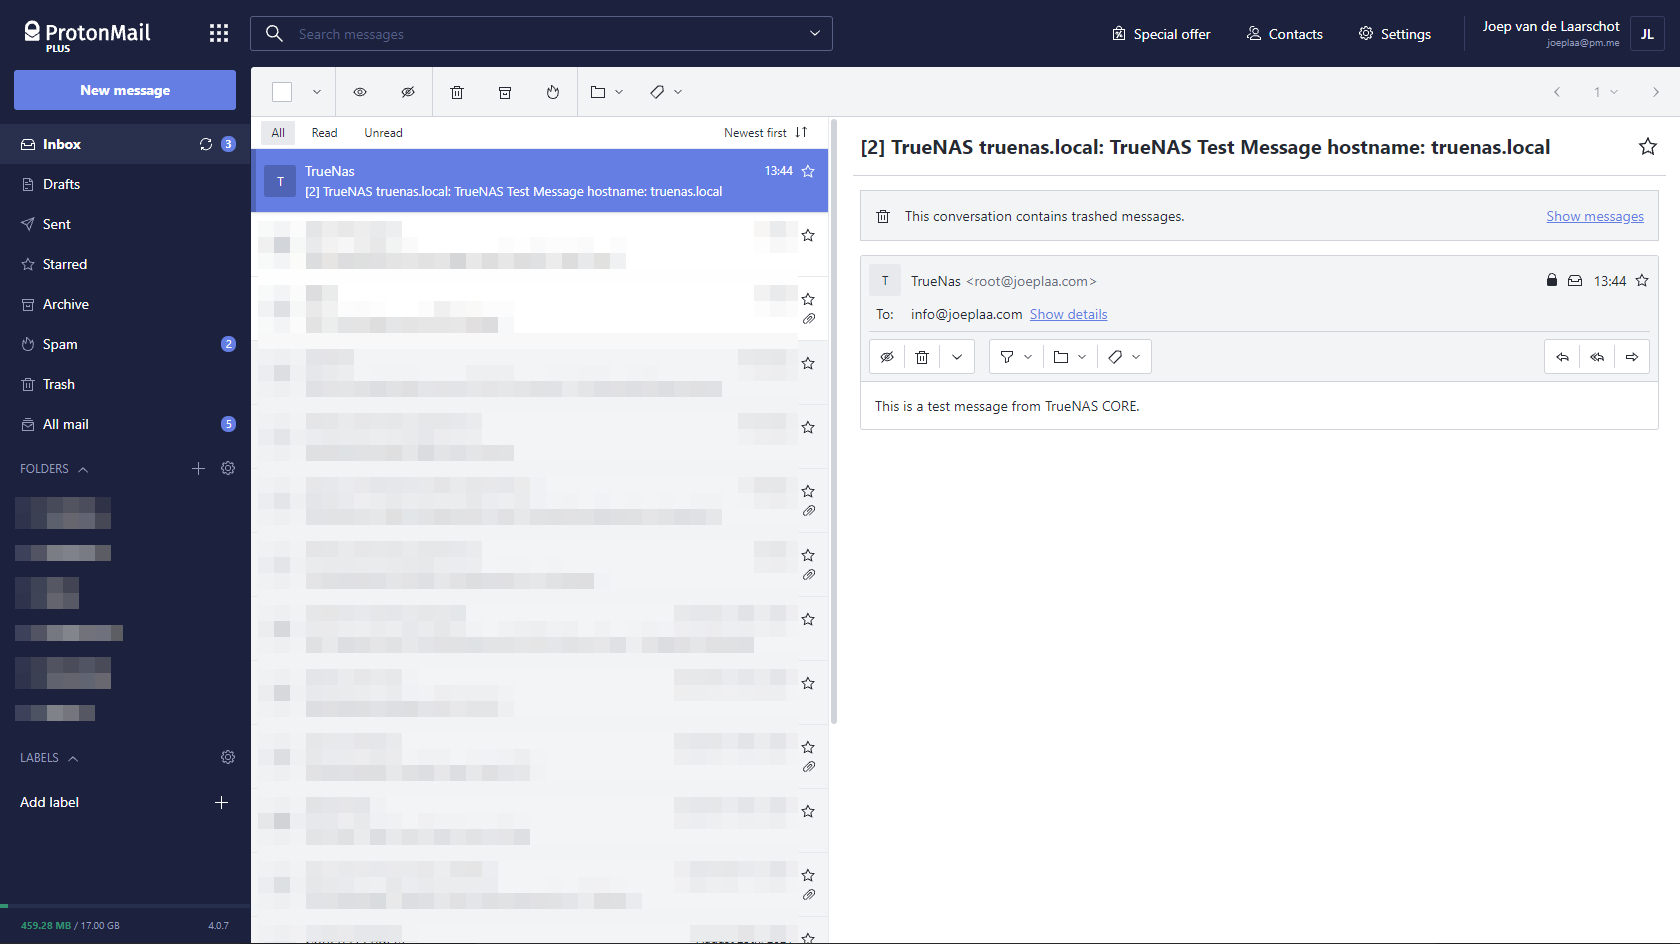 ProtonMail
PLUS
Search messages
Special offer
Contacts
Settings
Joep van de Laarschot
joeplaa@pm.me
JL
New message
Inbox
3
Drafts
Sent
Starred
Archive
Spam
2
Trash
All mail
5
FOLDERS
LABELS
Add label
459.28 MB / 17.00 GB
4.0.7
1
All
Read
Unread
Newest first
T
TrueNas
13:44
[2] TrueNAS truenas.local: TrueNAS Test Message hostname: truenas.local
[2] TrueNAS truenas.local: TrueNAS Test Message hostname: truenas.local
This conversation contains trashed messages.
Show messages
T
TrueNas <root@joeplaa.com>
13:44
To: info@joeplaa.com Show details
This is a test message from TrueNAS CORE.